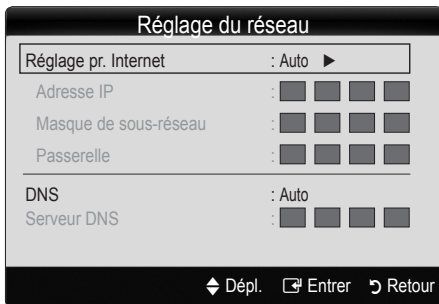 Réglage du réseau
Réglage pr. Internet : Auto ►
Adresse IP :
Masque de sous-réseau :
Passerelle :
DNS : Auto
Serveur DNS :
Dépl. Entrer Retour